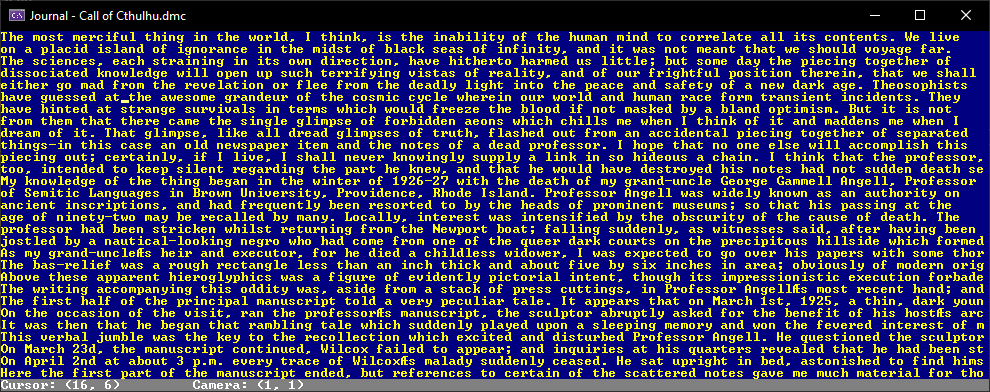 Journal - Call of Cthulhu.dmc
The most merciful thing in the world, I think, is the inability of the human mind to correlate all its contents. We live
on a placid island of ignorance in the midst of black seas of infinity, and it was not meant that we should voyage far.
The sciences, each straining in its own direction, have hitherto harmed us little; but some day the piecing together of
dissociated knowledge will open up such terrifying vistas of reality, and of our frightful position therein, that we shall
either go mad from the revelation or flee from the deadly light into the peace and safety of a new dark age. Theosophists
have guessed at_the awesome grandeur of the cosmic cycle wherein our world and human race form transient incidents. They
have hinted at strange survivals in terms which would freeze the blood if not masked by a bland optimism. But it is not
from them that there came the single glimpse of forbidden aeons which chills me when I think of it and maddens me when I
dream of it. That glimpse, like all dread glimpses of truth, flashed out from an accidental piecing together of separated
things-in this case an old newspaper item and the notes of a dead professor. I hope that no one else will accomplish this
piecing out; certainly, if I live, I shall never knowingly supply a link in so hideous a chain. I think that the professor,
too, intended to keep silent regarding the part he knew, and that he would have destroyed his notes had not sudden death se
My knowledge of the thing began in the winter of 1926-27 with the death of my grand-uncle George Gammell Angell, Professor
of Semitic Languages in Brown University, Providence, Rhode Island. Professor Angell was widely known as an authority on
ancient inscriptions, and had frequently been resorted to by the heads of prominent museums; so that his passing at the
age of ninety-two may be recalled by many. Locally, interest was intensified by the obscurity of the cause of death. The
professor had been stricken whilst returning from the Newport boat; falling suddenly, as witnesses said, after having been
jostled by a nautical-looking negro who had come from one of the queer dark courts on the precipitous hillside which formed
As my grand-uncleÆs heir and executor, for he died a childless widower, I was expected to go over his papers with some thor
The bas-relief was a rough rectangle less than an inch thick and about five by six inches in area; obviously of modern orig
Above these apparent hieroglyphics was a figure of evidently pictorial intent, though its impressionistic execution forbade
The writing accompanying this oddity was, aside from a stack of press cuttings, in Professor AngellÆs most recent hand; and
The first half of the principal manuscript told a very peculiar tale. It appears that on March 1st, 1925, a thin, dark youn
On the occasion of the visit, ran the professorÆs manuscript, the sculptor abruptly asked for the benefit of his hostÆs arc
It was then that he began that rambling tale which suddenly played upon a sleeping memory and won the fevered interest of m
This verbal jumble was the key to the recollection which excited and disturbed Professor Angell. He questioned the sculptor
On March 23d, the manuscript continued, Wilcox failed to appear; and inquiries at his quarters revealed that he had been st
On April 2nd at about 3 p.m. every trace of WilcoxÆs malady suddenly ceased. He sat upright in bed, astonished to find hims
Here the first part of the manuscript ended, but references to certain of the scattered notes gave me much material for tho
Cursor: (16, 6) Camera: (1, 1)